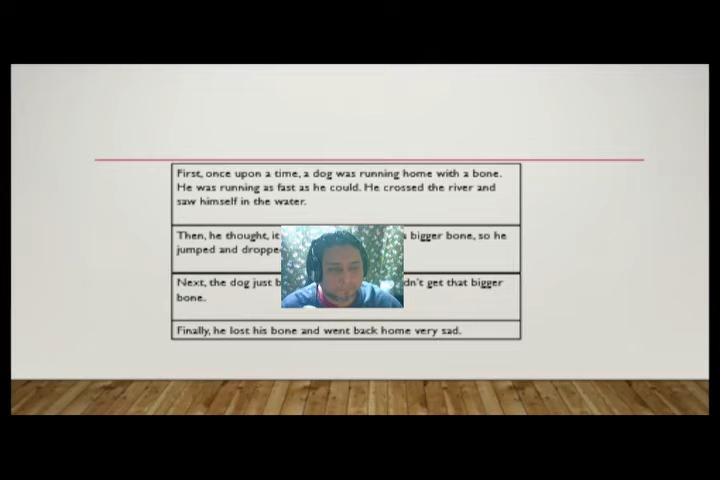 First, once upon a time, a dog was running home with a bone.
He was running as fast as he could. He crossed the river and
saw himself in the water.
Then, he thought, it bigger bone, so he
jumped and
Next, the dog just get that bigger
bone.
Finally, he lost his bone and went back home very sad.